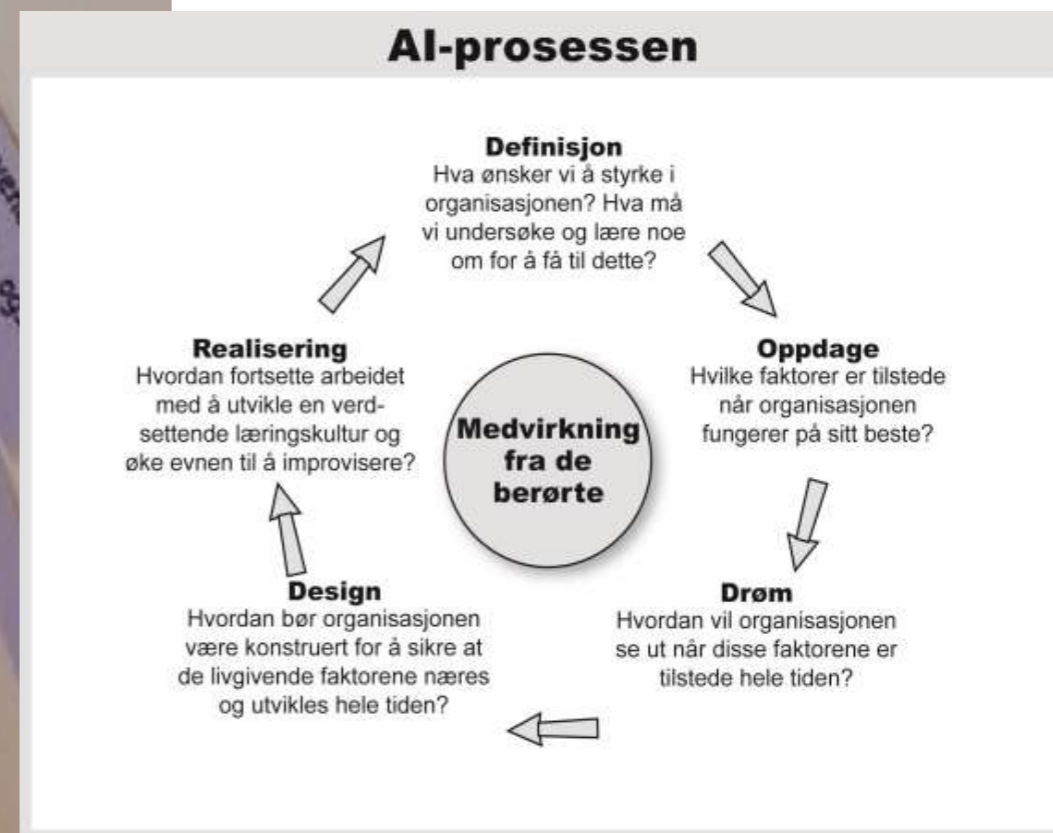 AI-prosessen
Definisjon
Hva ønsker vi å styrke i
organisasjonen? Hva må
vi undersøke og lære noe
om for å få til dette?
Oppdage
Hvilke faktorer er tilstede
når organisasjonen
fungerer på sitt beste?
Drøm
Hvordan vil organisasjonen
se ut når disse faktorene er
tilstede hele tiden?
Design
Hvordan bør organisasjonen
være konstruert for å sikre at
de livgivende faktorene næres
og utvikles hele tiden?
Realisering
Hvordan fortsette arbeidet
med å utvikle en verd-
settende læringskultur og
øke evnen til å improvisere?
Medvirkning
fra de
berørte